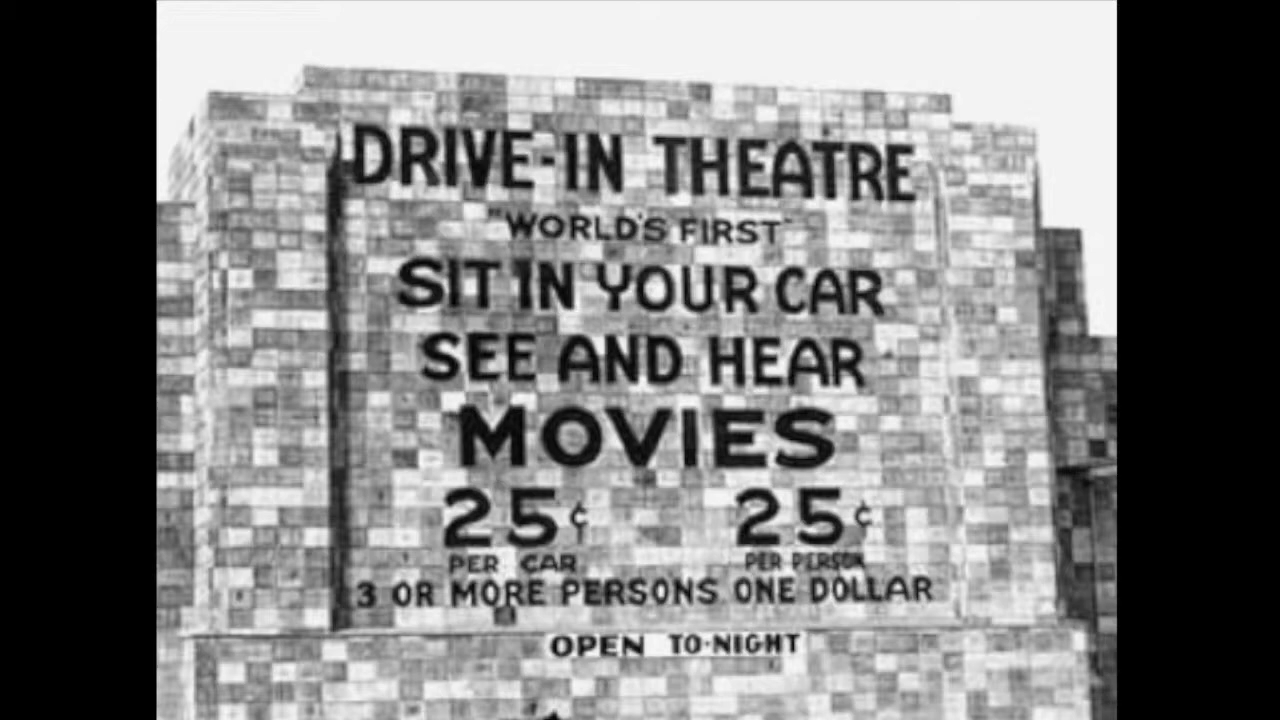 DRIVE-IN THEATRE
"WORLD'S FIRST"
SIT IN YOUR CAR
SEE AND HEAR
MOVIES
25¢ 25¢
PER CAR PER PERSON
3 OR MORE PERSONS ONE DOLLAR
OPEN TO-NIGHT